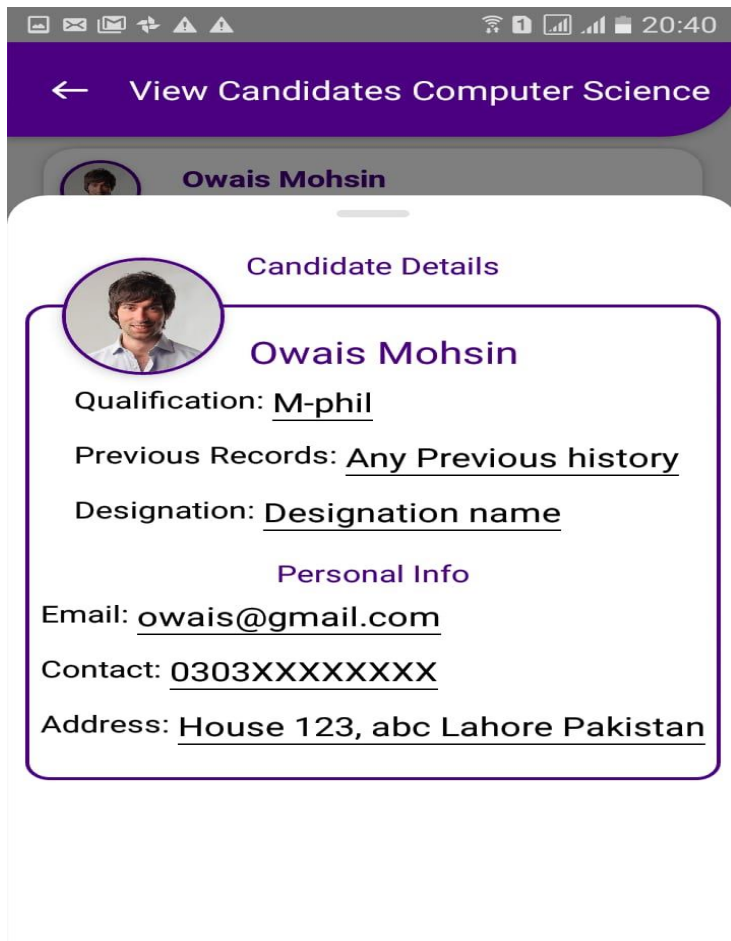 20:40
View Candidates Computer Science
Owais Mohsin
Candidate Details
Owais Mohsin
Qualification: M-phil
Previous Records: Any Previous history
Designation: Designation name
Personal Info
Email: owais@gmail.com
Contact: 0303XXXXXXXX
Address: House 123, abc Lahore Pakistan